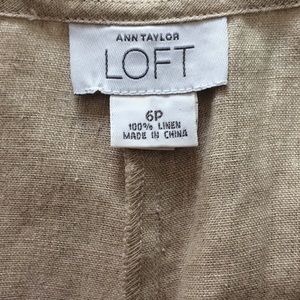 ANN TAYLOR
LOFT
6P
100% LINEN
MADE IN CHINA